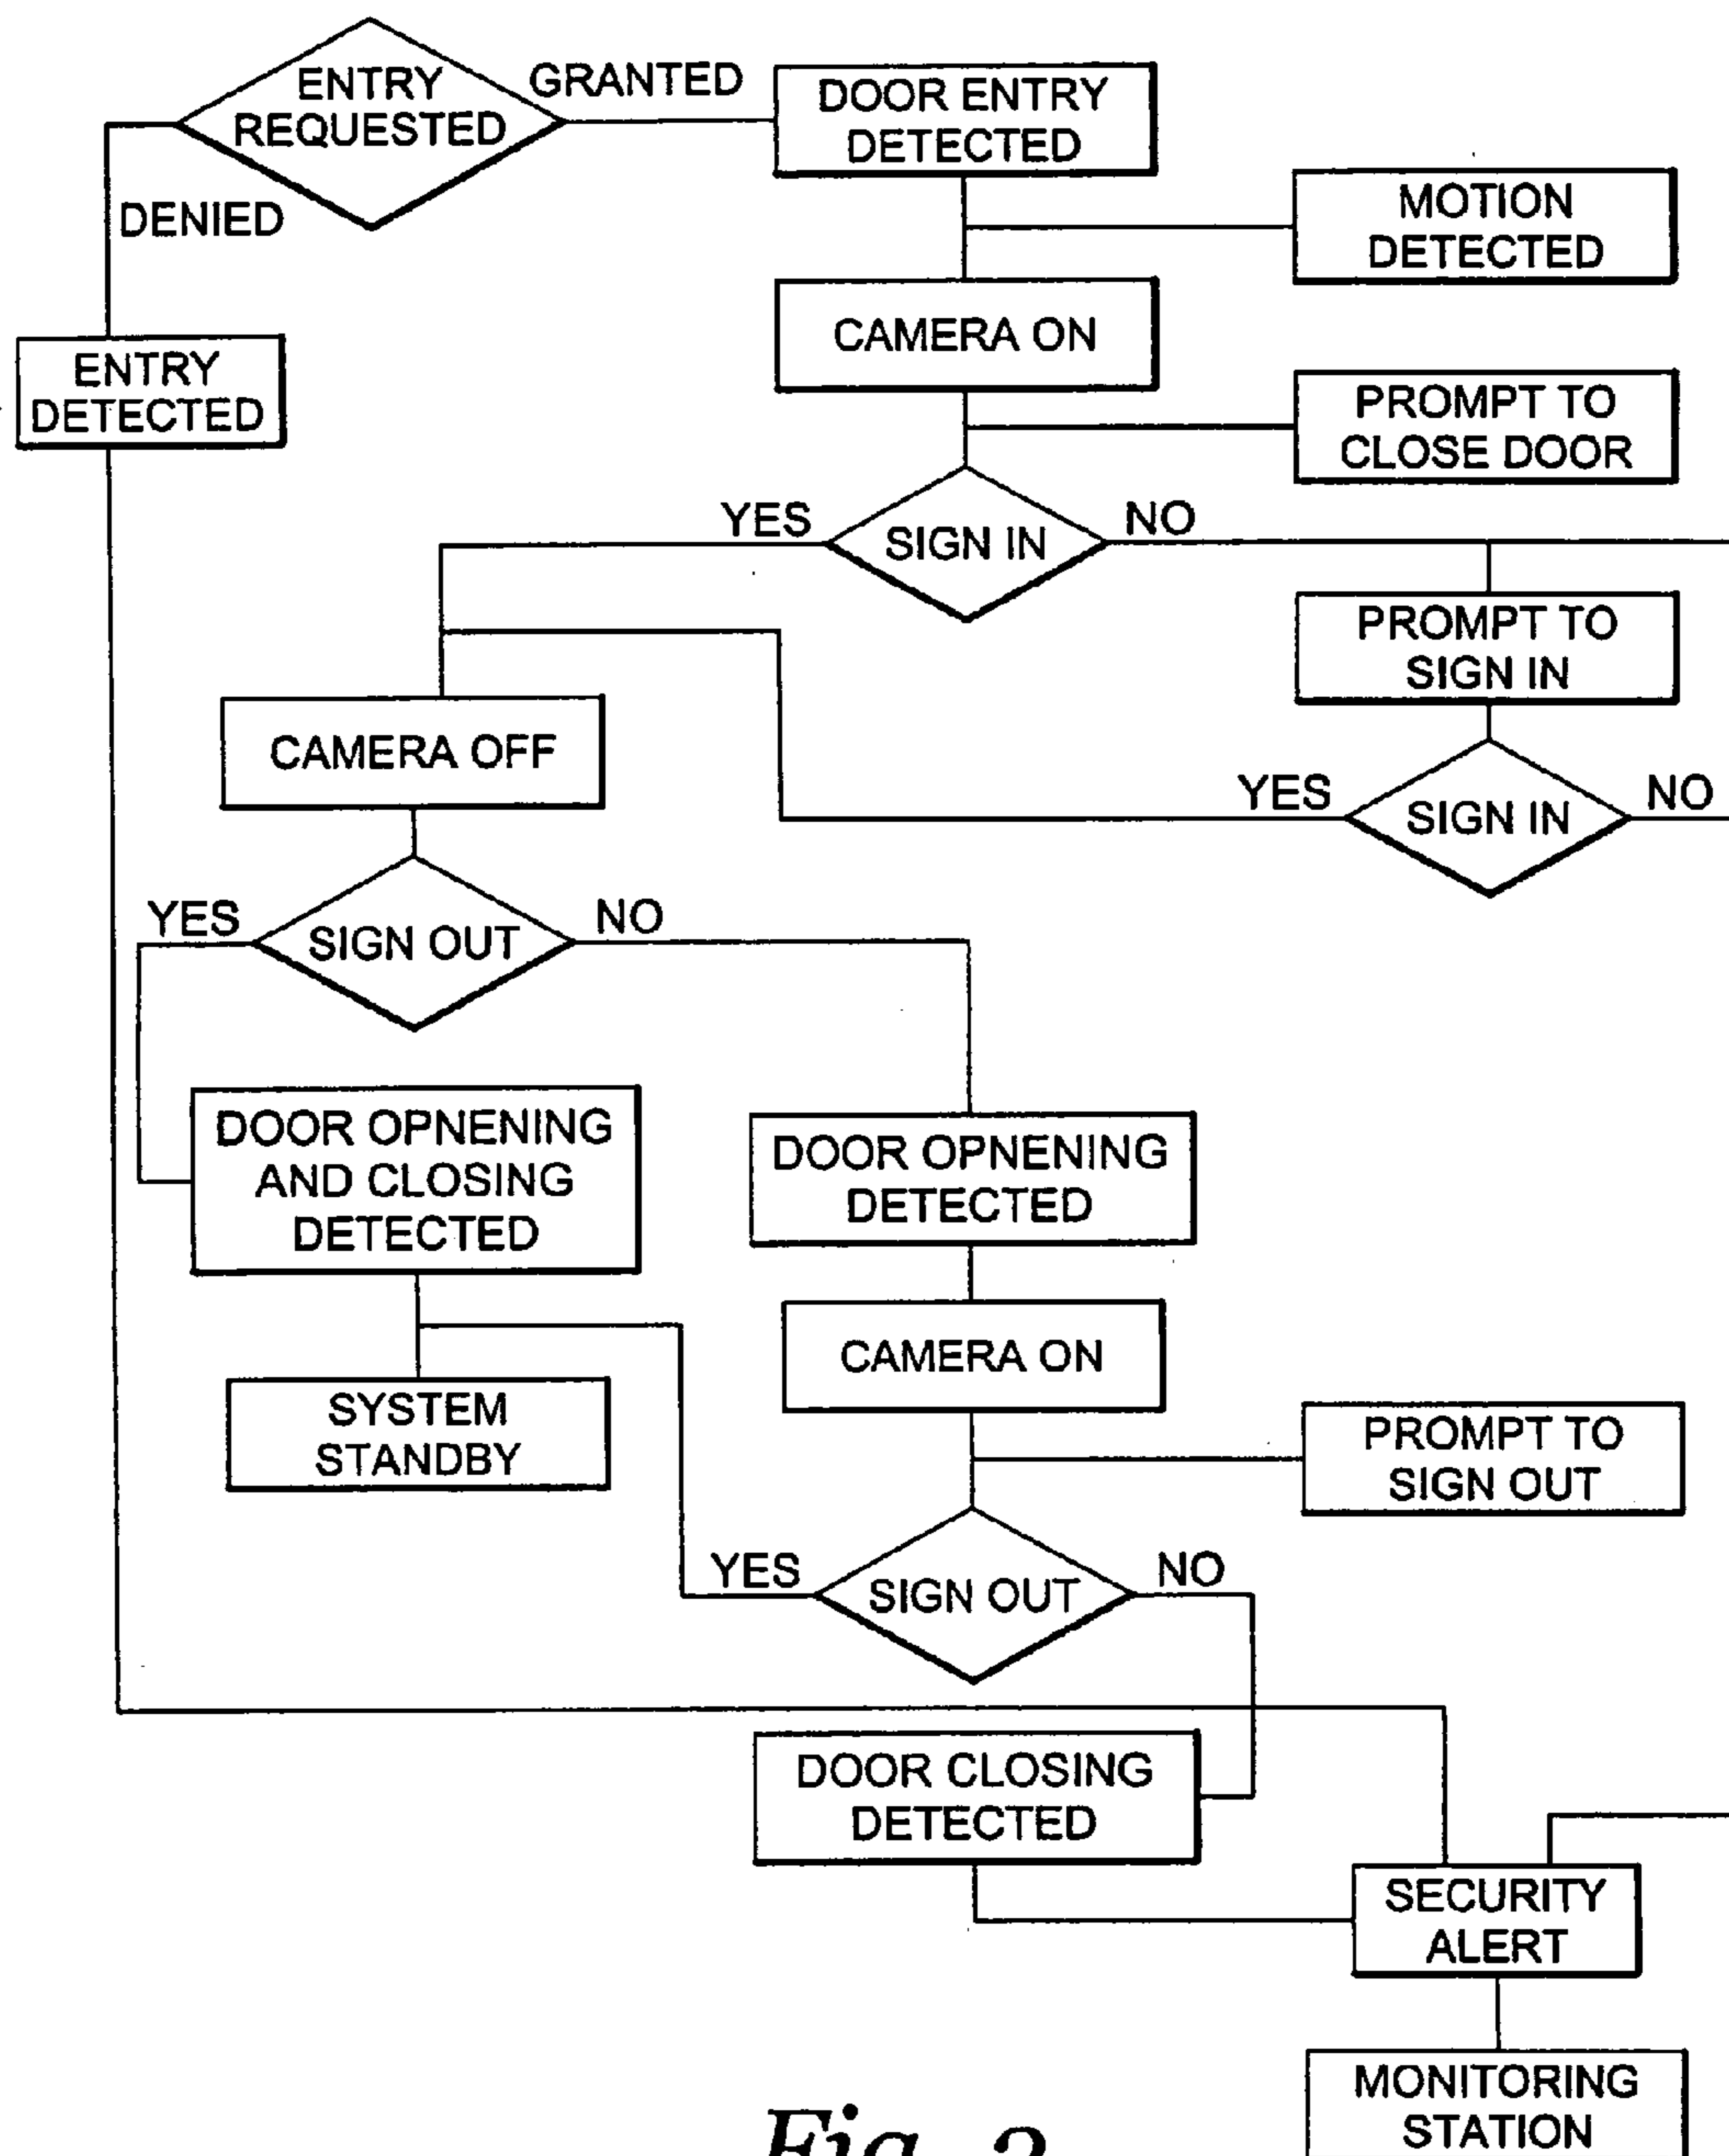 ENTRY
REQUESTED
GRANTED
DENIED
DOOR ENTRY
DETECTED
MOTION
DETECTED
CAMERA ON
ENTRY
DETECTED
PROMPT TO
CLOSE DOOR
YES
SIGN IN
NO
PROMPT TO
SIGN IN
CAMERA OFF
YES
SIGN IN
NO
YES
SIGN OUT
NO
DOOR OPNENING
AND CLOSING
DETECTED
DOOR OPNENING
DETECTED
CAMERA ON
SYSTEM
STANDBY
PROMPT TO
SIGN OUT
YES
SIGN OUT
NO
DOOR CLOSING
DETECTED
SECURITY
ALERT
MONITORING
STATION
Fig. 2